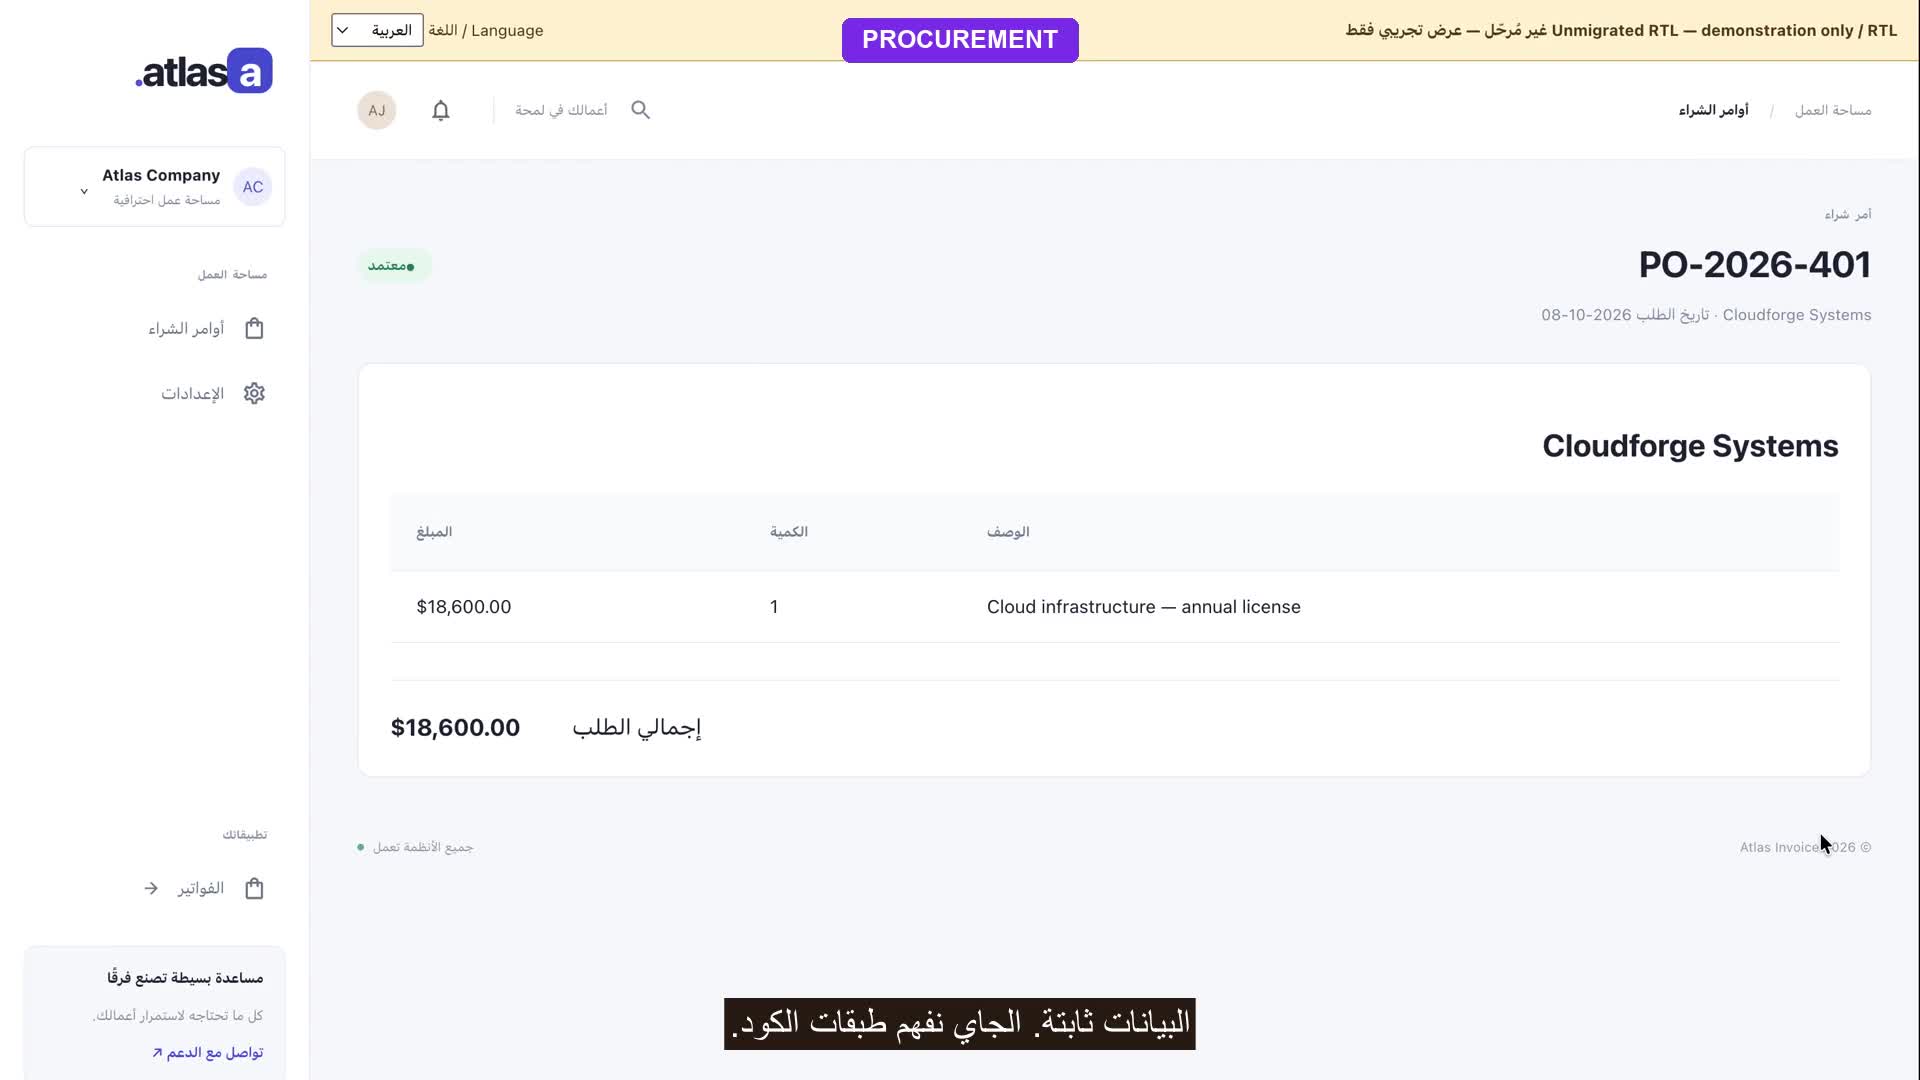 RTL / Unmigrated RTL — demonstration only غير مُرحّل — عرض تجريبي فقط
PROCUREMENT
Language / اللغة
العربية
atlas.
a
مساحة العمل / أوامر الشراء
أعمالك في لمحة
AJ
AC
Atlas Company
مساحة عمل احترافية
مساحة العمل
أوامر الشراء
الإعدادات
تطبيقاتك
الفواتير
مساعدة بسيطة تصنع فرقًا
كل ما تحتاجه لاستمرار أعمالك.
تواصل مع الدعم ↗
أمر شراء
PO-2026-401
معتمد
Cloudforge Systems · تاريخ الطلب 2026-10-08
Cloudforge Systems
الوصف الكمية المبلغ
Cloud infrastructure — annual license 1 $18,600.00
إجمالي الطلب $18,600.00
جميع الأنظمة تعمل
© Atlas
البيانات ثابتة. الجاي نفهم طبقات الكود.